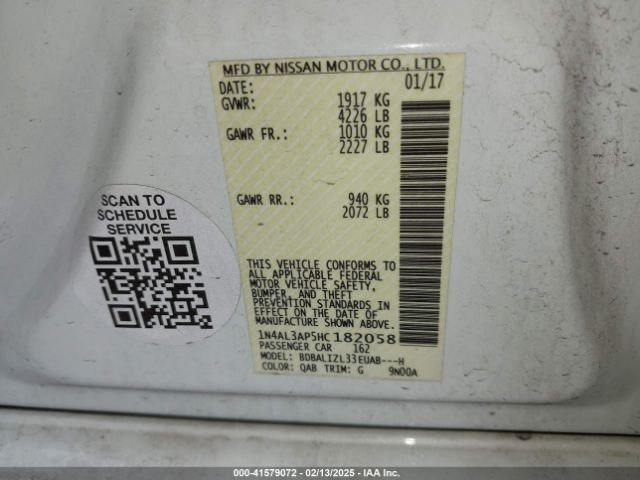 MFD BY NISSAN MOTOR CO., LTD.
DATE: 01/17
GVWR: 1917 KG
4226 LB
GAWR FR.: 1010 KG
2227 LB
GAWR RR.: 940 KG
2072 LB
THIS VEHICLE CONFORMS TO
ALL APPLICABLE FEDERAL
MOTOR VEHICLE SAFETY,
BUMPER, AND THEFT
PREVENTION STANDARDS IN
EFFECT ON THE DATE OF
MANUFACTURE SHOWN ABOVE.
1N4AL3AP5HC182058
PASSENGER CAR 162
MODEL: BDBALIZL33EUAB---H
COLOR: QAB TRIM: G 9N00A
SCAN TO
SCHEDULE
SERVICE
000-41579072 - 02/13/2025 - IAA Inc.